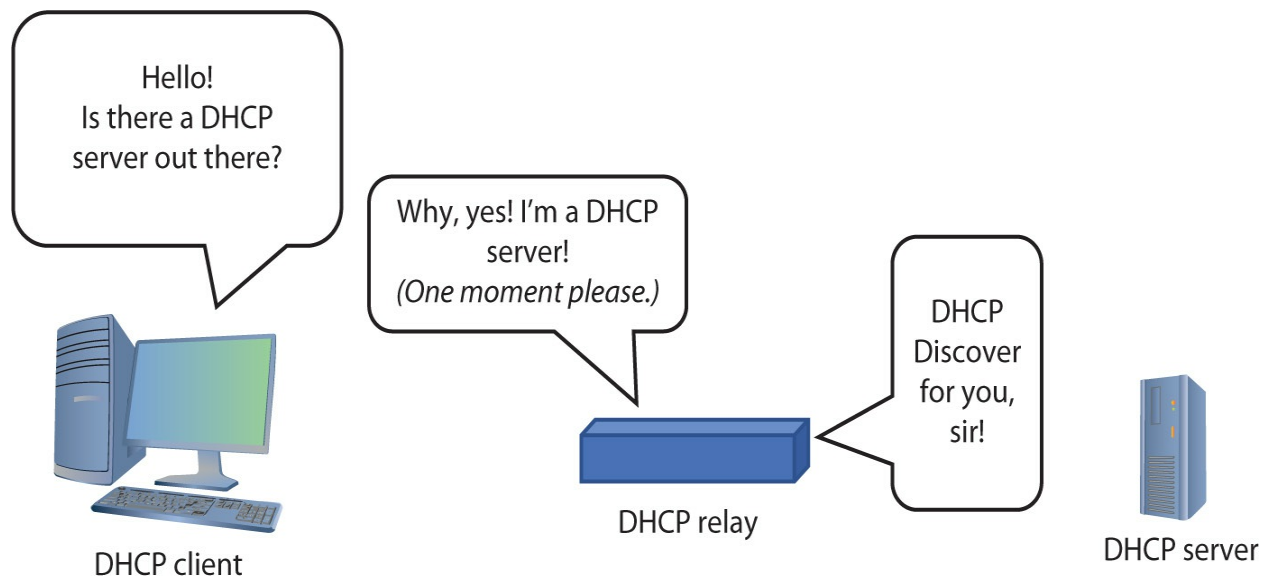 Hello!
Is there a DHCP
server out there?
Why, yes! I’m a DHCP
server!
(One moment please.)
DHCP
Discover
for you,
sir!
DHCP client
DHCP relay
DHCP server